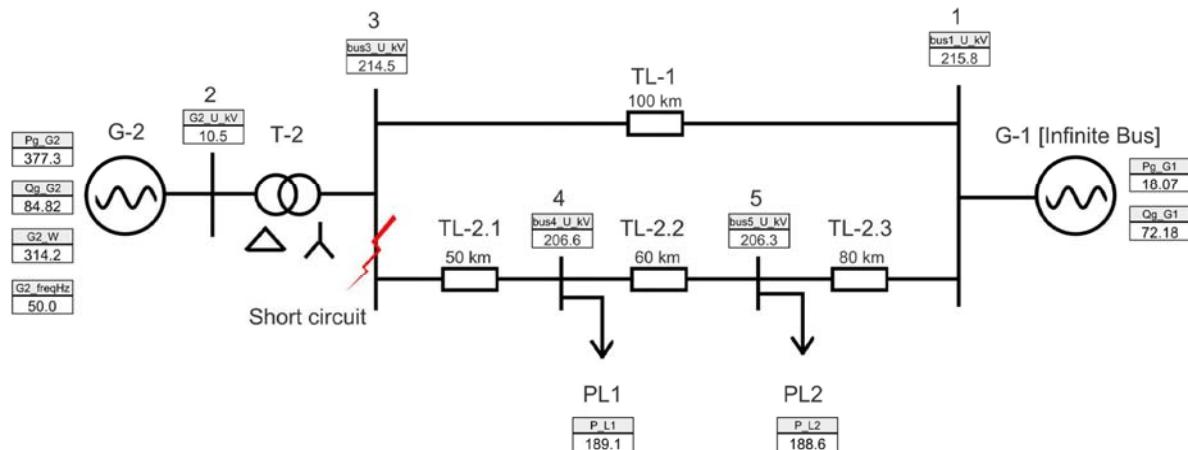 3
bus3_U_kV
214.5
1
bus1_U_kV
215.8
TL-1
100 km
2
G2_U_kV
10.5
G-2
T-2
Pg_G2
377.3
Qg_G2
84.82
G2_W
314.2
G2_freqHz
50.0
G-1 [Infinite Bus]
Pg_G1
18.07
Qg_G1
72.18
4
bus4_U_kV
206.6
5
bus5_U_kV
206.3
TL-2.1
50 km
TL-2.2
60 km
TL-2.3
80 km
Short circuit
PL1
P_L1
189.1
PL2
P_L2
188.6